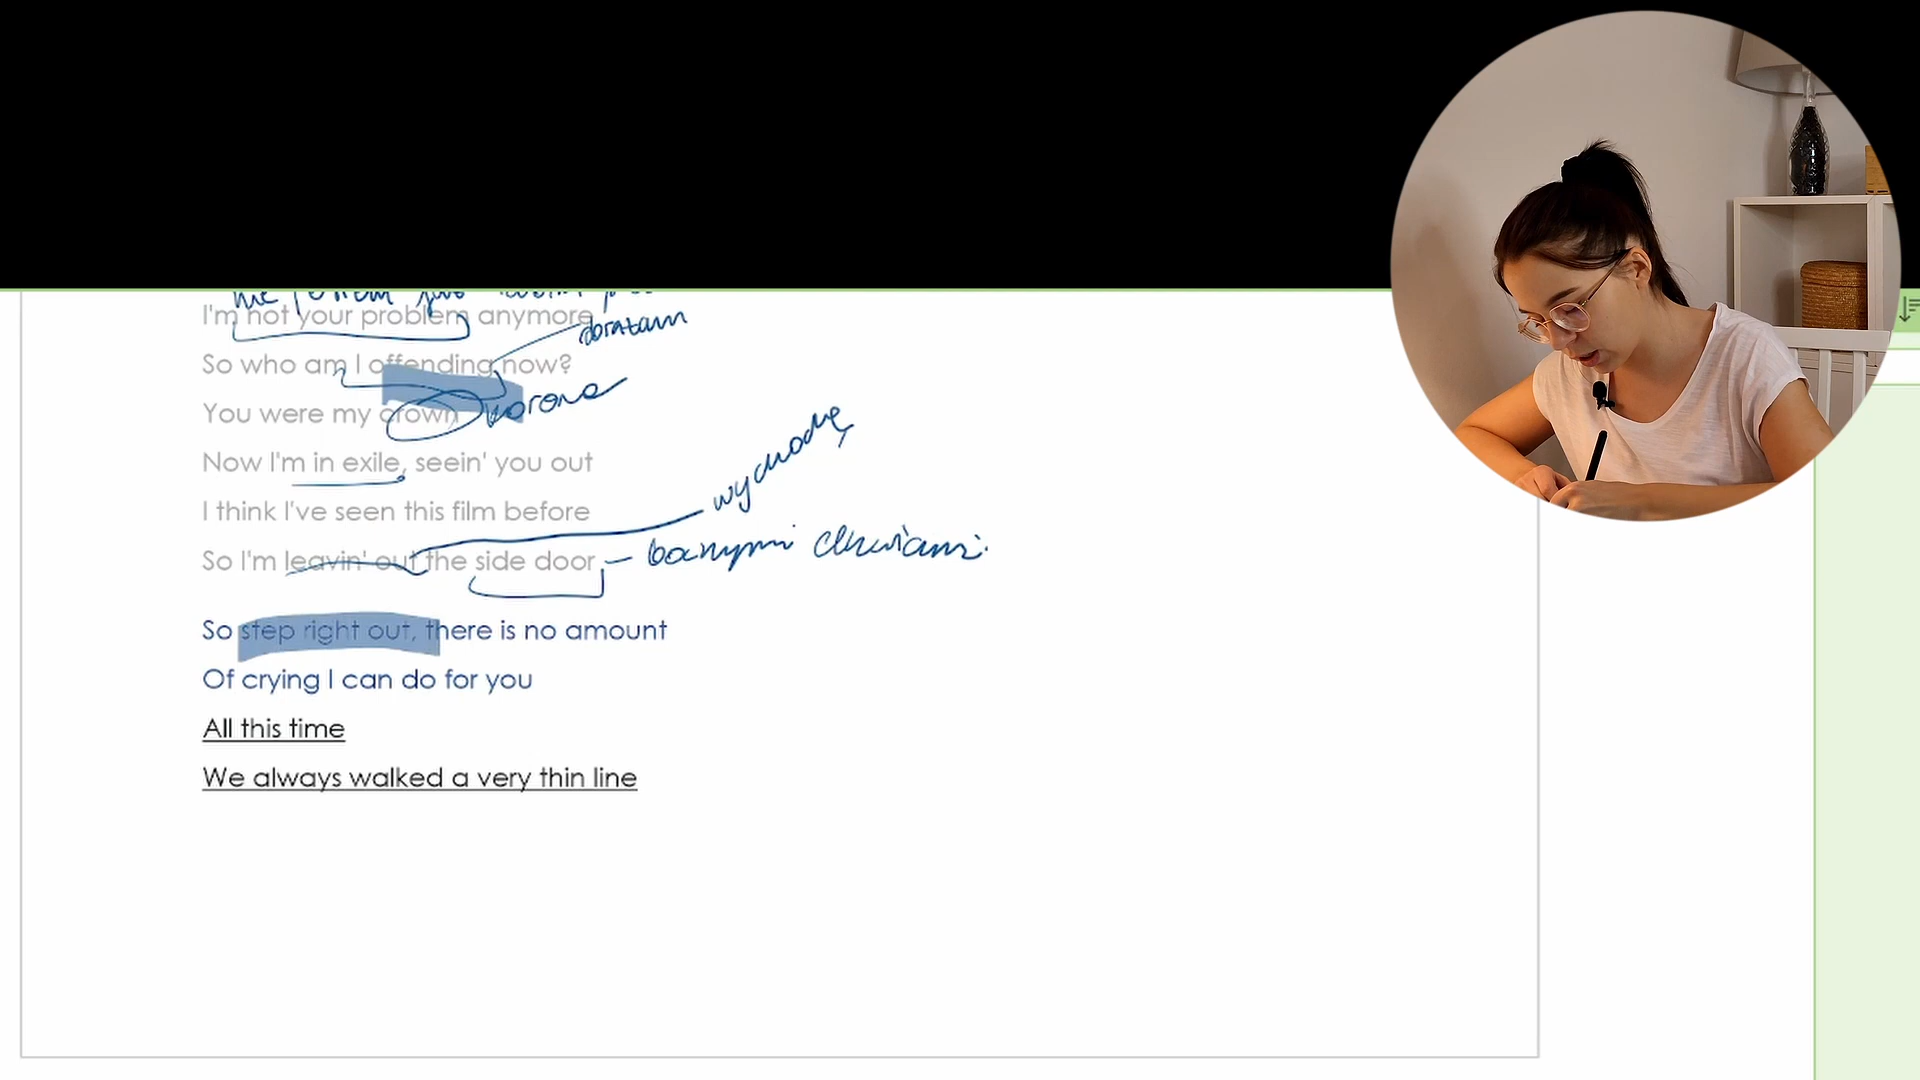 I'm not your problem anymore
obrażam
So who am I offending now?
You were my crown korona
Now I'm in exile, seein' you out
wychodzę
I think I've seen this film before
So I'm leavin' out the side door – bocznymi drzwiami.
So step right out, there is no amount
Of crying I can do for you
All this time
We always walked a very thin line